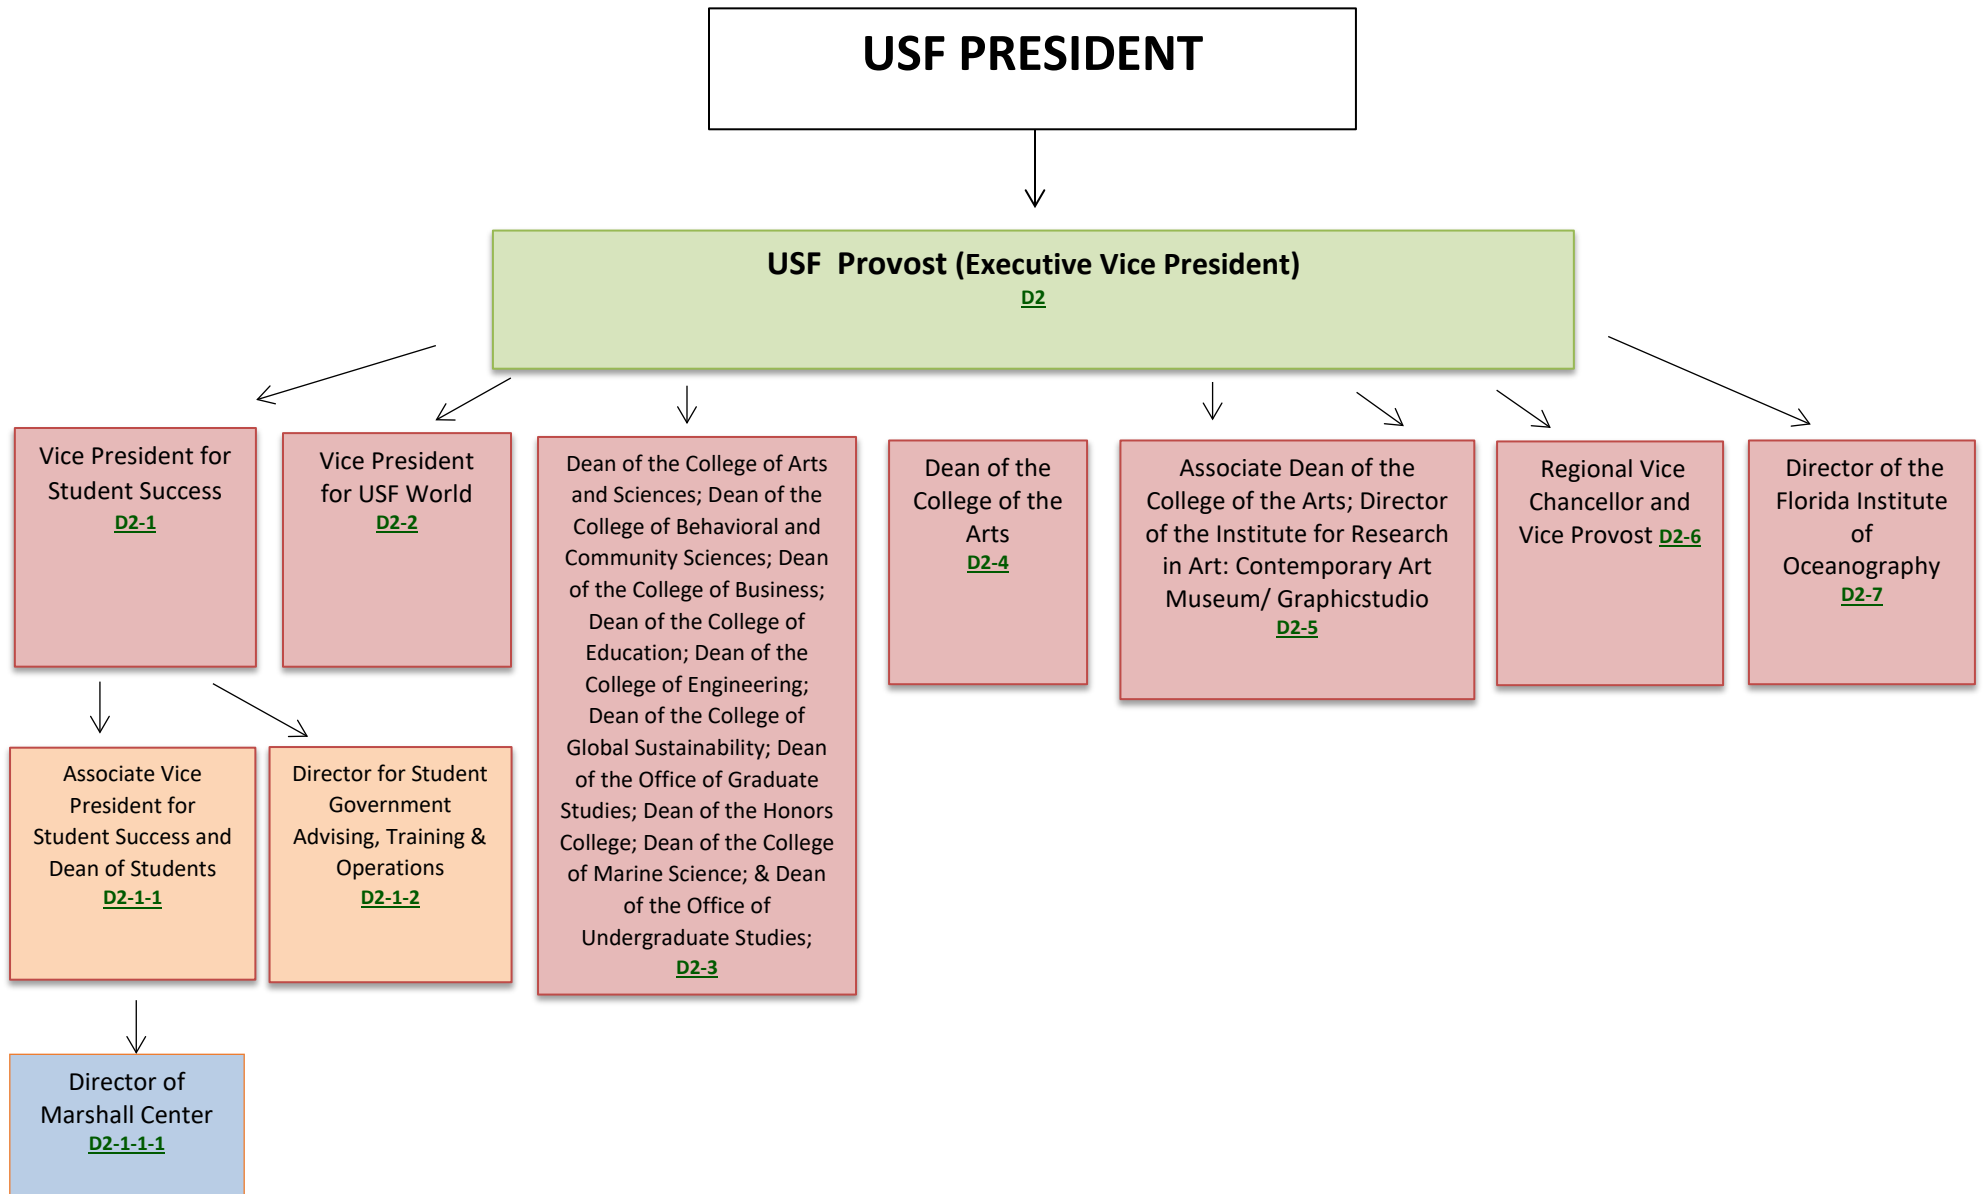 USF PRESIDENT
USF  Provost (Executive Vice President)
D2
Vice President for
Student Success
D2-1
Vice President
for USF World
D2-2
Dean of the College of Arts
and Sciences; Dean of the
College of Behavioral and
Community Sciences; Dean
of the College of Business;
Dean of the College of
Education; Dean of the
College of Engineering;
Dean of the College of
Global Sustainability; Dean
of the Office of Graduate
Studies; Dean of the Honors
College; Dean of the College
of Marine Science; & Dean
of the Office of
Undergraduate Studies;
D2-3
Dean of the
College of the
Arts
D2-4
Associate Dean of the
College of the Arts; Director
of the Institute for Research
in Art: Contemporary Art
Museum/ Graphicstudio
D2-5
Regional Vice
Chancellor and
Vice Provost D2-6
Director of the
Florida Institute
of
Oceanography
D2-7
Associate Vice
President for
Student Success and
Dean of Students
D2-1-1
Director for Student
Government
Advising, Training &
Operations
D2-1-2
Director of
Marshall Center
D2-1-1-1